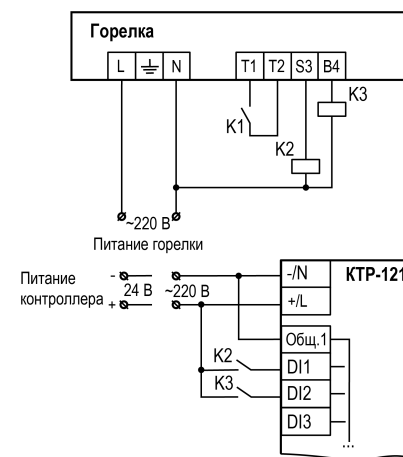 Горелка
L N T1 T2 S3 B4
K1 K3
K2
~220 В
Питание горелки
Питание контроллера
- 24 В ~220 В
+
-/N КТР-121
+/L
Общ.1
K2 DI1
K3 DI2
DI3
...